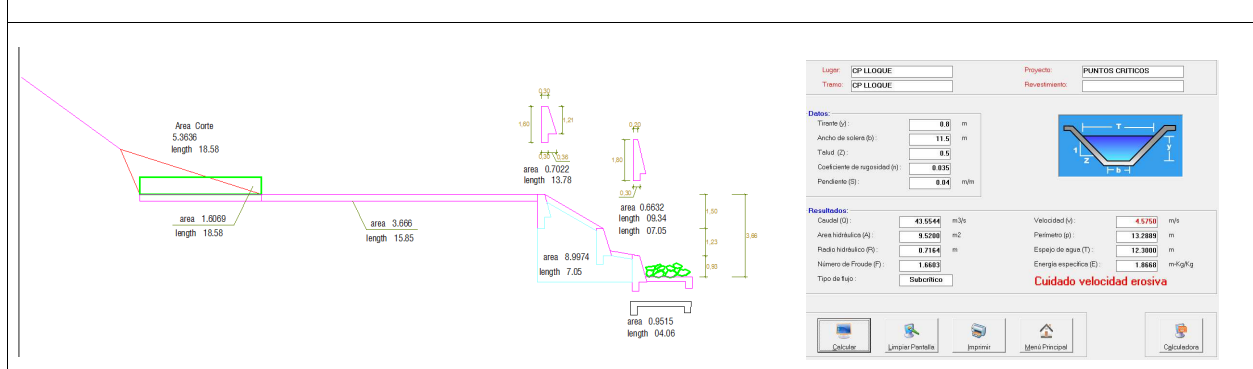 Area Corte
5.3636
length 18.58
area 1.6069
length 18.58
area 3.666
length 15.85
0,30
1,60
1,21
0,30
0,36
area 0.7022
length 13.78
0,20
1,80
0,30
area 0.6632
length 09.34
length 07.05
area 8.9974
length 7.05
1,50
1,23
0,93
3,66
area 0.9515
length 04.06
Lugar: CP LLOQUE Proyecto: PUNTOS CRITICOS
Tramo: CP LLOQUE Revestimiento:
Datos:
Tirante (y) : 0.8 m
Ancho de solera (b) : 11.5 m
Talud (Z) : 0.5
Coeficiente de rugosidad (n) : 0.035
Pendiente (S) : 0.04 m/m
T
y
1
Z
b
Resultados:
Caudal (Q) : 43.5544 m3/s Velocidad (v): 4.5750 m/s
Area hidráulica (A) : 9.5200 m2 Perímetro (p) : 13.2889 m
Radio hidráulico (R) : 0.7164 m Espejo de agua (T) : 12.3000 m
Número de Froude (F) : 1.6603 Energía específica (E) : 1.8668 m-Kg/Kg
Tipo de flujo : Subcrítico Cuidado velocidad erosiva
Calcular Limpiar Pantalla Imprimir Menú Principal Calculadora